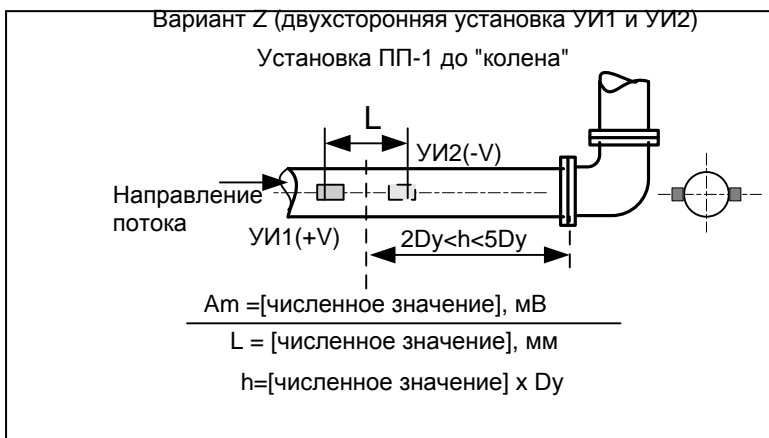 Вариант Z (двухсторонняя установка УИ1 и УИ2)
Установка ПП-1 до "колена"
L
УИ2(-V)
Направление
потока
УИ1(+V)
2Dy<h<5Dy
Am =[численное значение], мВ
L = [численное значение], мм
h=[численное значение] x Dy